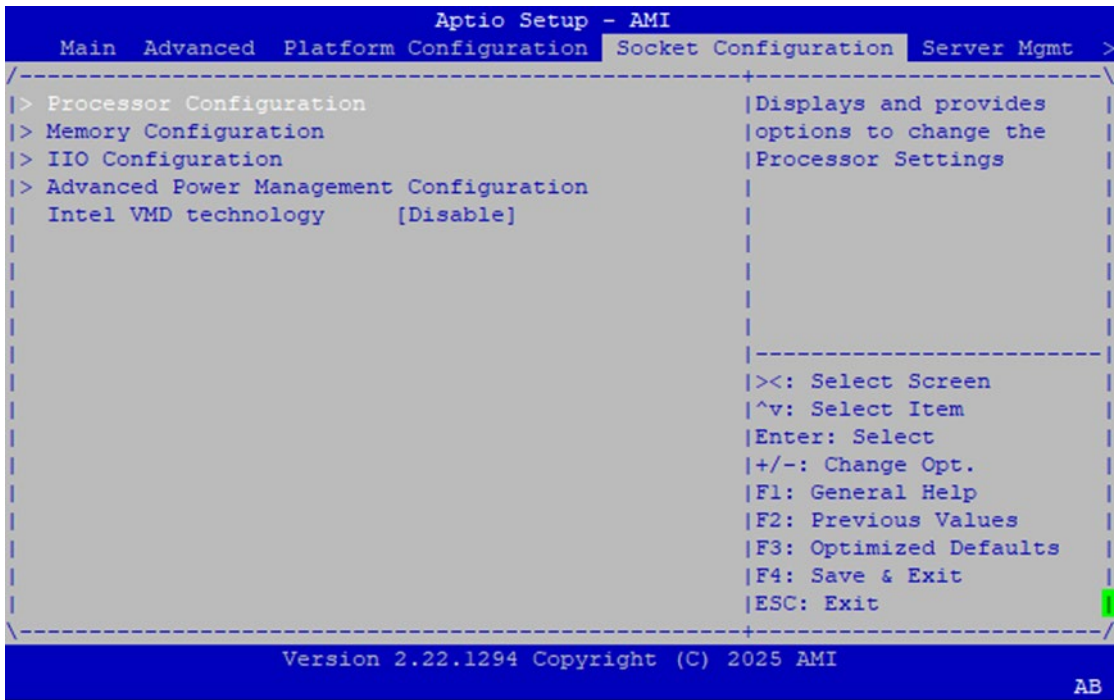 Aptio Setup - AMI
Main Advanced Platform Configuration Socket Configuration Server Mgmt >
/----------------------------------------------------+-------------------------\
|> Processor Configuration |Displays and provides |
|> Memory Configuration |options to change the |
|> IIO Configuration |Processor Settings |
|> Advanced Power Management Configuration | |
| Intel VMD technology [Disable] | |
| | |
| | |
| | |
| | |
| |-------------------------|
| |><: Select Screen |
| |^v: Select Item |
| |Enter: Select |
| |+/-: Change Opt. |
| |F1: General Help |
| |F2: Previous Values |
| |F3: Optimized Defaults |
| |F4: Save & Exit |
| |ESC: Exit |
\----------------------------------------------------+-------------------------/
Version 2.22.1294 Copyright (C) 2025 AMI
AB